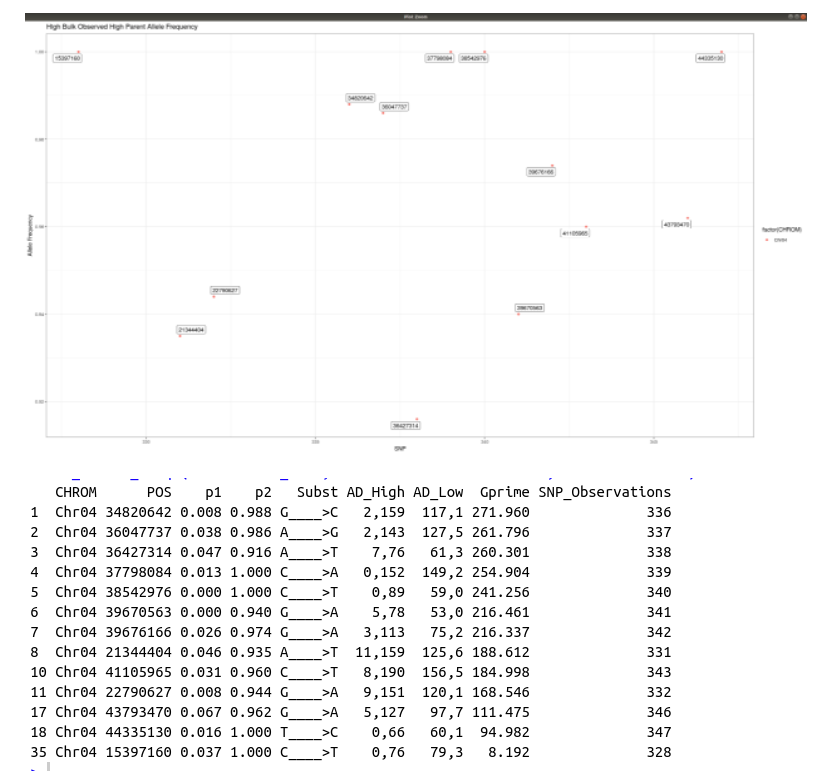 High Bulk Observed High Parent Allele Frequency
15397160
37798084
38542976
44335130
34820642
36047737
39676166
41105965
43793470
22790627
21344404
39670563
36427314
Allele Frequency
SNP
factor(CHROM)
Chr04
CHROM POS p1 p2 Subst AD_High AD_Low Gprime SNP_Observations
1 Chr04 34820642 0.008 0.988 G____>C 2,159 117,1 271.960 336
2 Chr04 36047737 0.038 0.986 A____>G 2,143 127,5 261.796 337
3 Chr04 36427314 0.047 0.916 A____>T 7,76 61,3 260.301 338
4 Chr04 37798084 0.013 1.000 C____>A 0,152 149,2 254.904 339
5 Chr04 38542976 0.000 1.000 C____>T 0,89 59,0 241.256 340
6 Chr04 39670563 0.000 0.940 G____>A 5,78 53,0 216.461 341
7 Chr04 39676166 0.026 0.974 G____>A 3,113 75,2 216.337 342
8 Chr04 21344404 0.046 0.935 A____>T 11,159 125,6 188.612 331
10 Chr04 41105965 0.031 0.960 C____>T 8,190 156,5 184.998 343
11 Chr04 22790627 0.008 0.944 G____>A 9,151 120,1 168.546 332
17 Chr04 43793470 0.067 0.962 G____>A 5,127 97,7 111.475 346
18 Chr04 44335130 0.016 1.000 T____>C 0,66 60,1 94.982 347
35 Chr04 15397160 0.037 1.000 C____>T 0,76 79,3 8.192 328